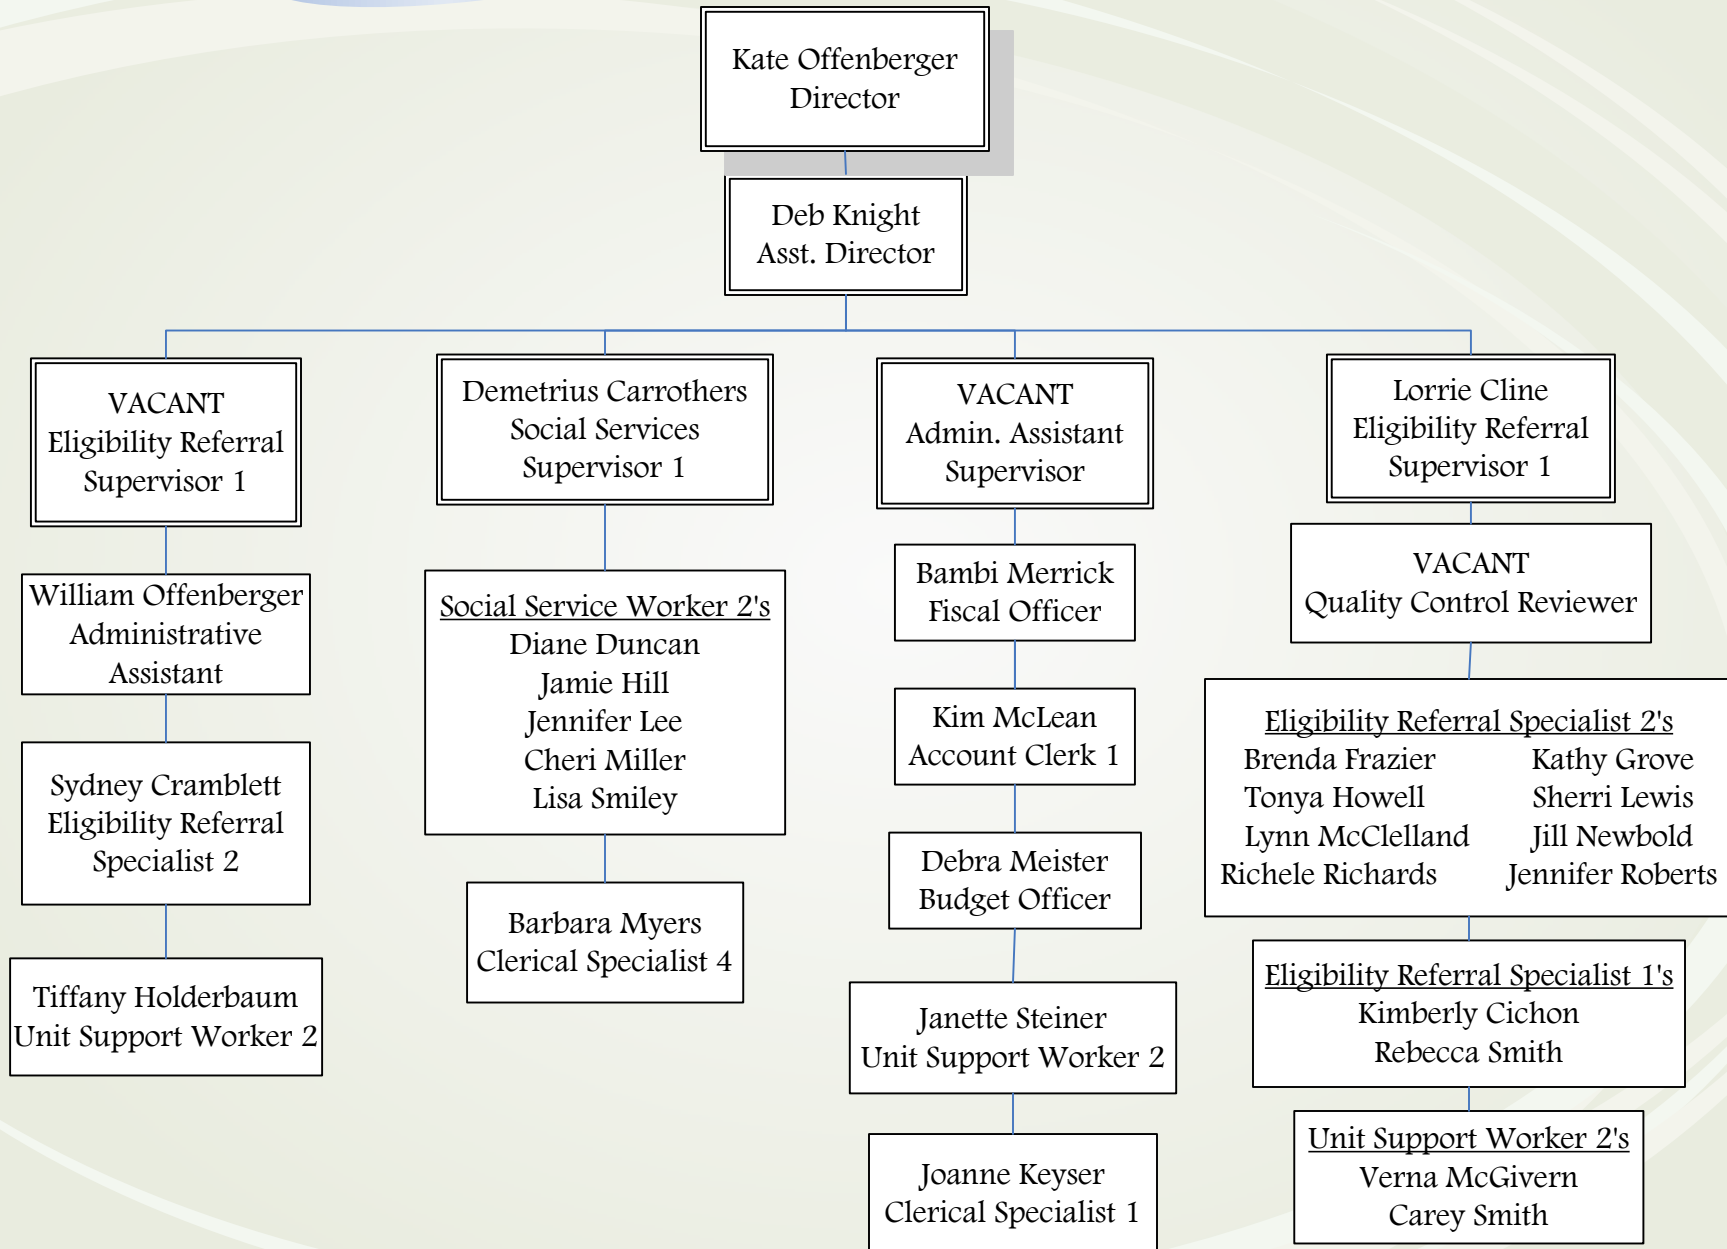 Kate Offenberger
Director
Deb Knight
Asst. Director
VACANT
Eligibility Referral
Supervisor 1
William Offenberger
Administrative
Assistant
Sydney Cramblett
Eligibility Referral
Specialist 2
Tiffany Holderbaum
Unit Support Worker 2
Demetrius Carrothers
Social Services
Supervisor 1
Social Service Worker 2's
Diane Duncan
Jamie Hill
Jennifer Lee
Cheri Miller
Lisa Smiley
Barbara Myers
Clerical Specialist 4
VACANT
Admin. Assistant
Supervisor
Bambi Merrick
Fiscal Officer
Kim McLean
Account Clerk 1
Debra Meister
Budget Officer
Janette Steiner
Unit Support Worker 2
Joanne Keyser
Clerical Specialist 1
Lorrie Cline
Eligibility Referral
Supervisor 1
VACANT
Quality Control Reviewer
Eligibility Referral Specialist 2's
Brenda Frazier Kathy Grove
Tonya Howell Sherri Lewis
Lynn McClelland Jill Newbold
Richele Richards Jennifer Roberts
Eligibility Referral Specialist 1's
Kimberly Cichon
Rebecca Smith
Unit Support Worker 2's
Verna McGivern
Carey Smith